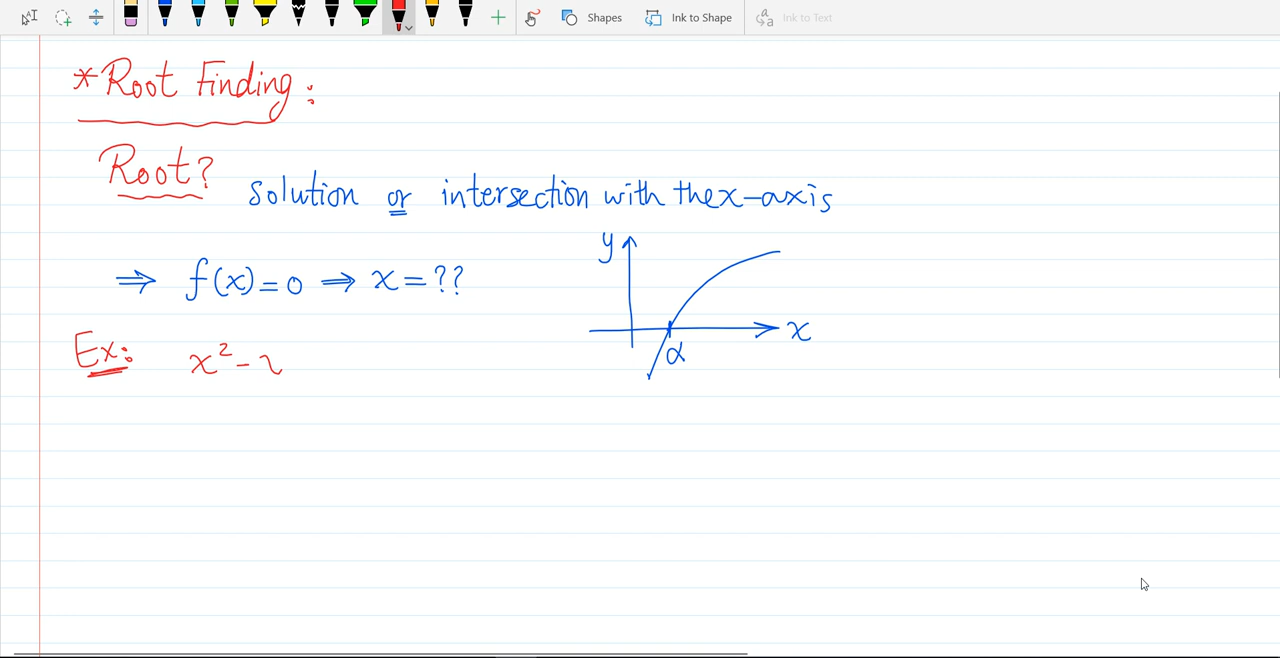 Shapes Ink to Shape Ink to Text
*Root Finding:
Root? Solution or intersection with the x-axis
⇒ f(x)=0 ⇒ x=??
y
x
α
Ex: x²-